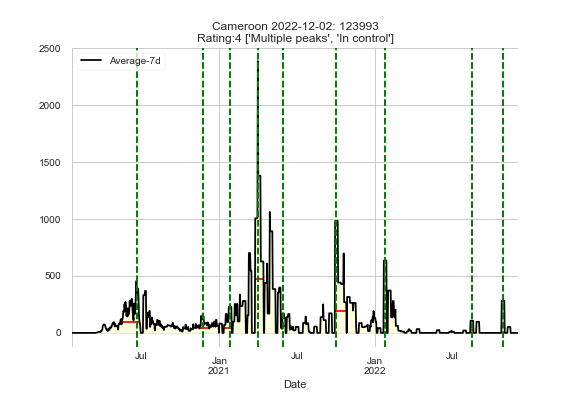 Cameroon 2022-12-02: 123993
Rating:4 ['Multiple peaks', 'In control']
2500
Average-7d
2000
1500
1000
500
0
Jul
Jan
2021
Jul
Jan
2022
Jul
Date